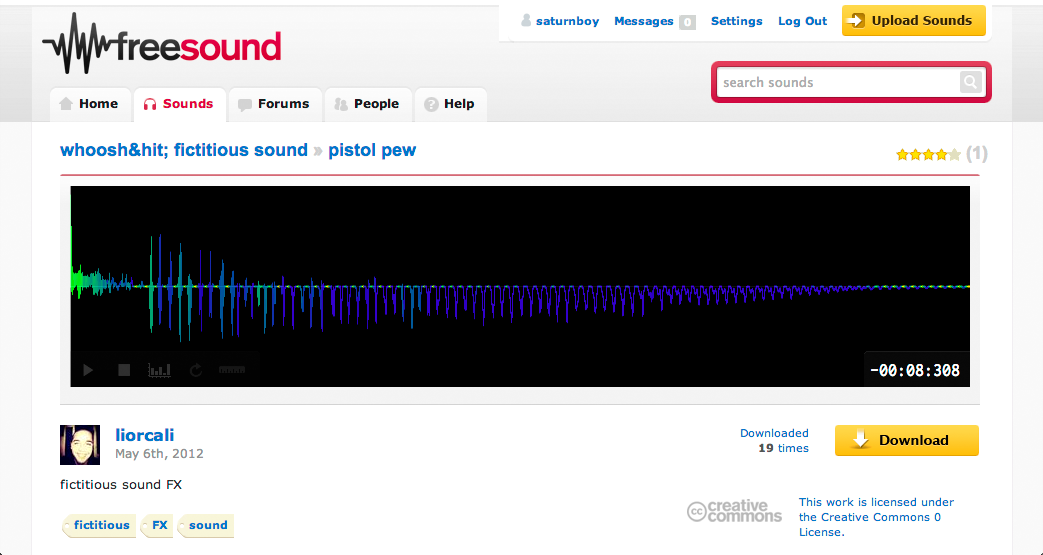 saturnboy Messages 0 Settings Log Out Upload Sounds
freesound
search sounds
Home Sounds Forums People Help
whoosh&hit; fictitious sound » pistol pew
(1)
-00:08:308
liorcali
May 6th, 2012
Downloaded
19 times
Download
fictitious sound FX
cc creative
commons
This work is licensed under
the Creative Commons 0
License.
fictitious FX sound